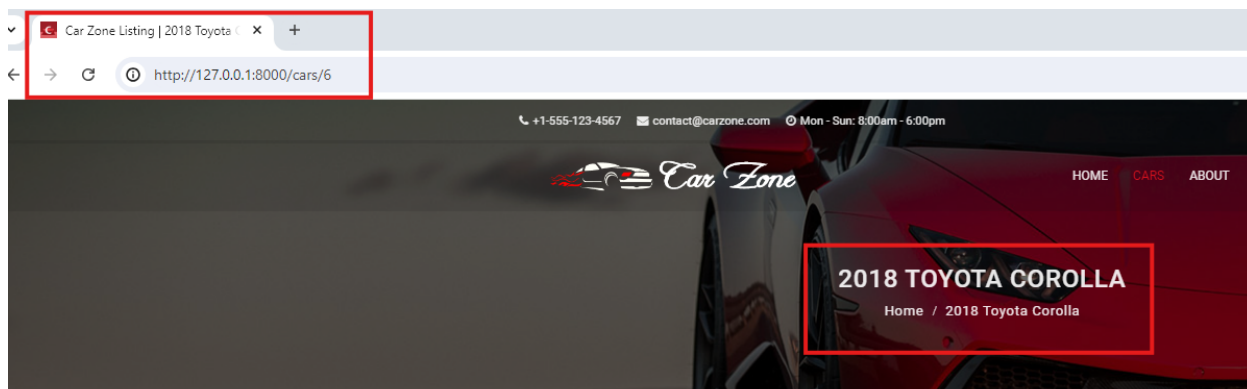 Car Zone Listing | 2018 Toyota
http://127.0.0.1:8000/cars/6
+1-555-123-4567 contact@carzone.com Mon - Sun: 8:00am - 6:00pm
Car Zone
HOME CARS ABOUT
2018 TOYOTA COROLLA
Home / 2018 Toyota Corolla